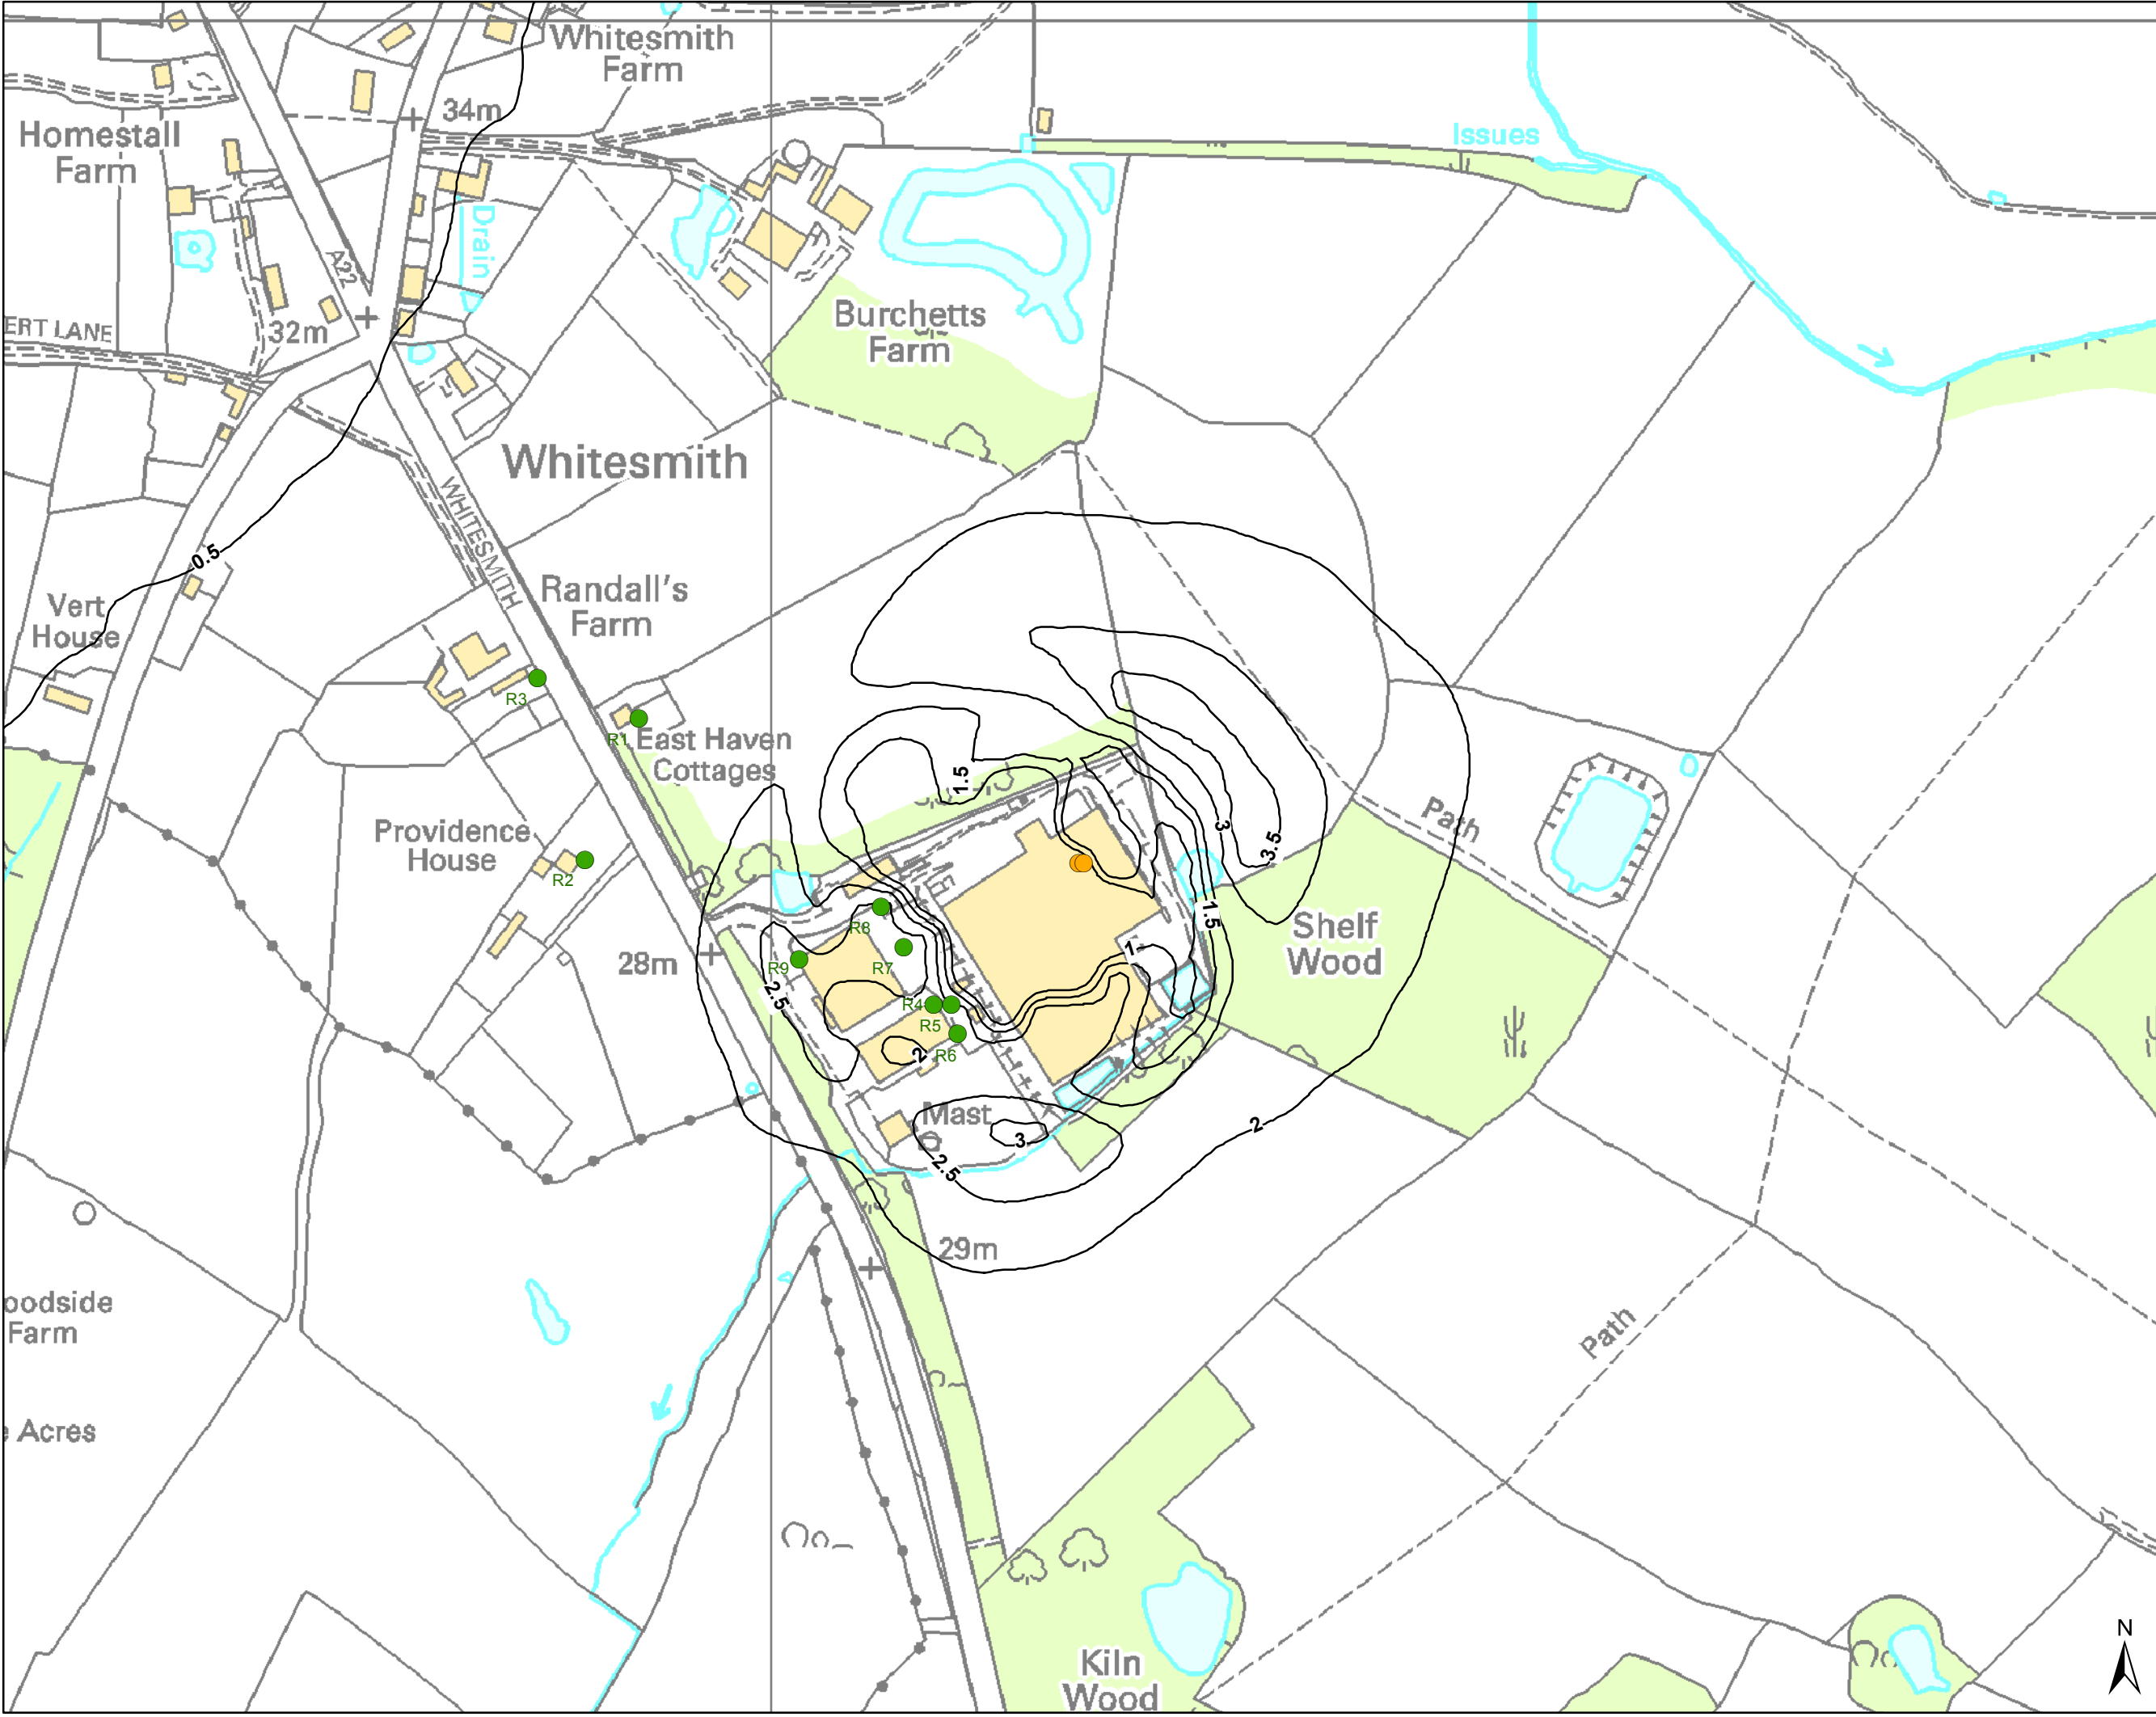 Whitesmith
Farm
34m
Homestall
Farm
Issues
Drain
A22
ERT LANE
32m
Burchetts
Farm
Whitesmith
WHITESMITH
0.5
Randall's
Farm
Vert
House
R3
R1
East Haven
Cottages
1.5
Path
3
3.5
Providence
House
R2
1.5
Shelf
Wood
R8
28m
R9
R7
1
2.5
R4
R5
R6
2
Mast
3
2
2.5
29m
oodside
Farm
Path
Acres
N
Kiln
Wood